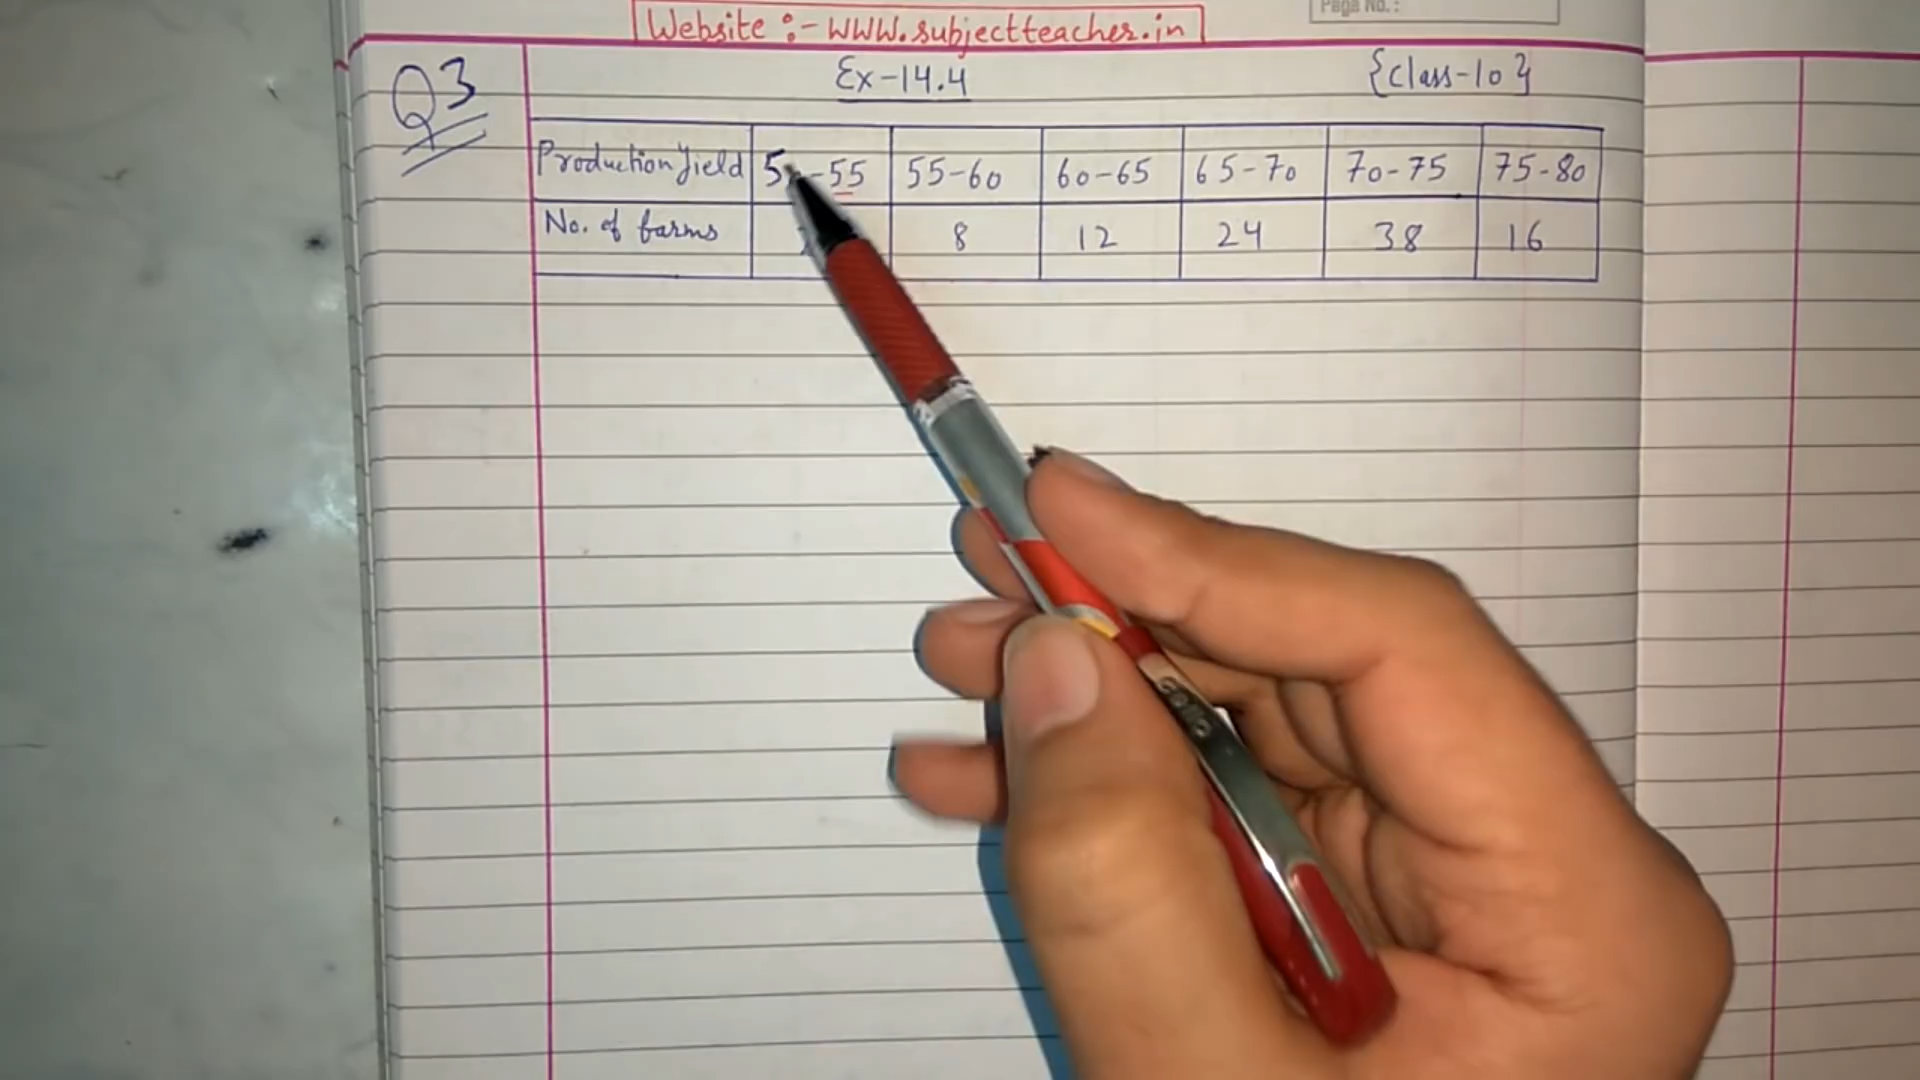 Page No. :
Website :- WWW.subjectteacher.in
Q3
Ex-14.4
{Class-10}
Production Yield 55 55-60 60-65 65-70 70-75 75-80
No. of farms 8 12 24 38 16